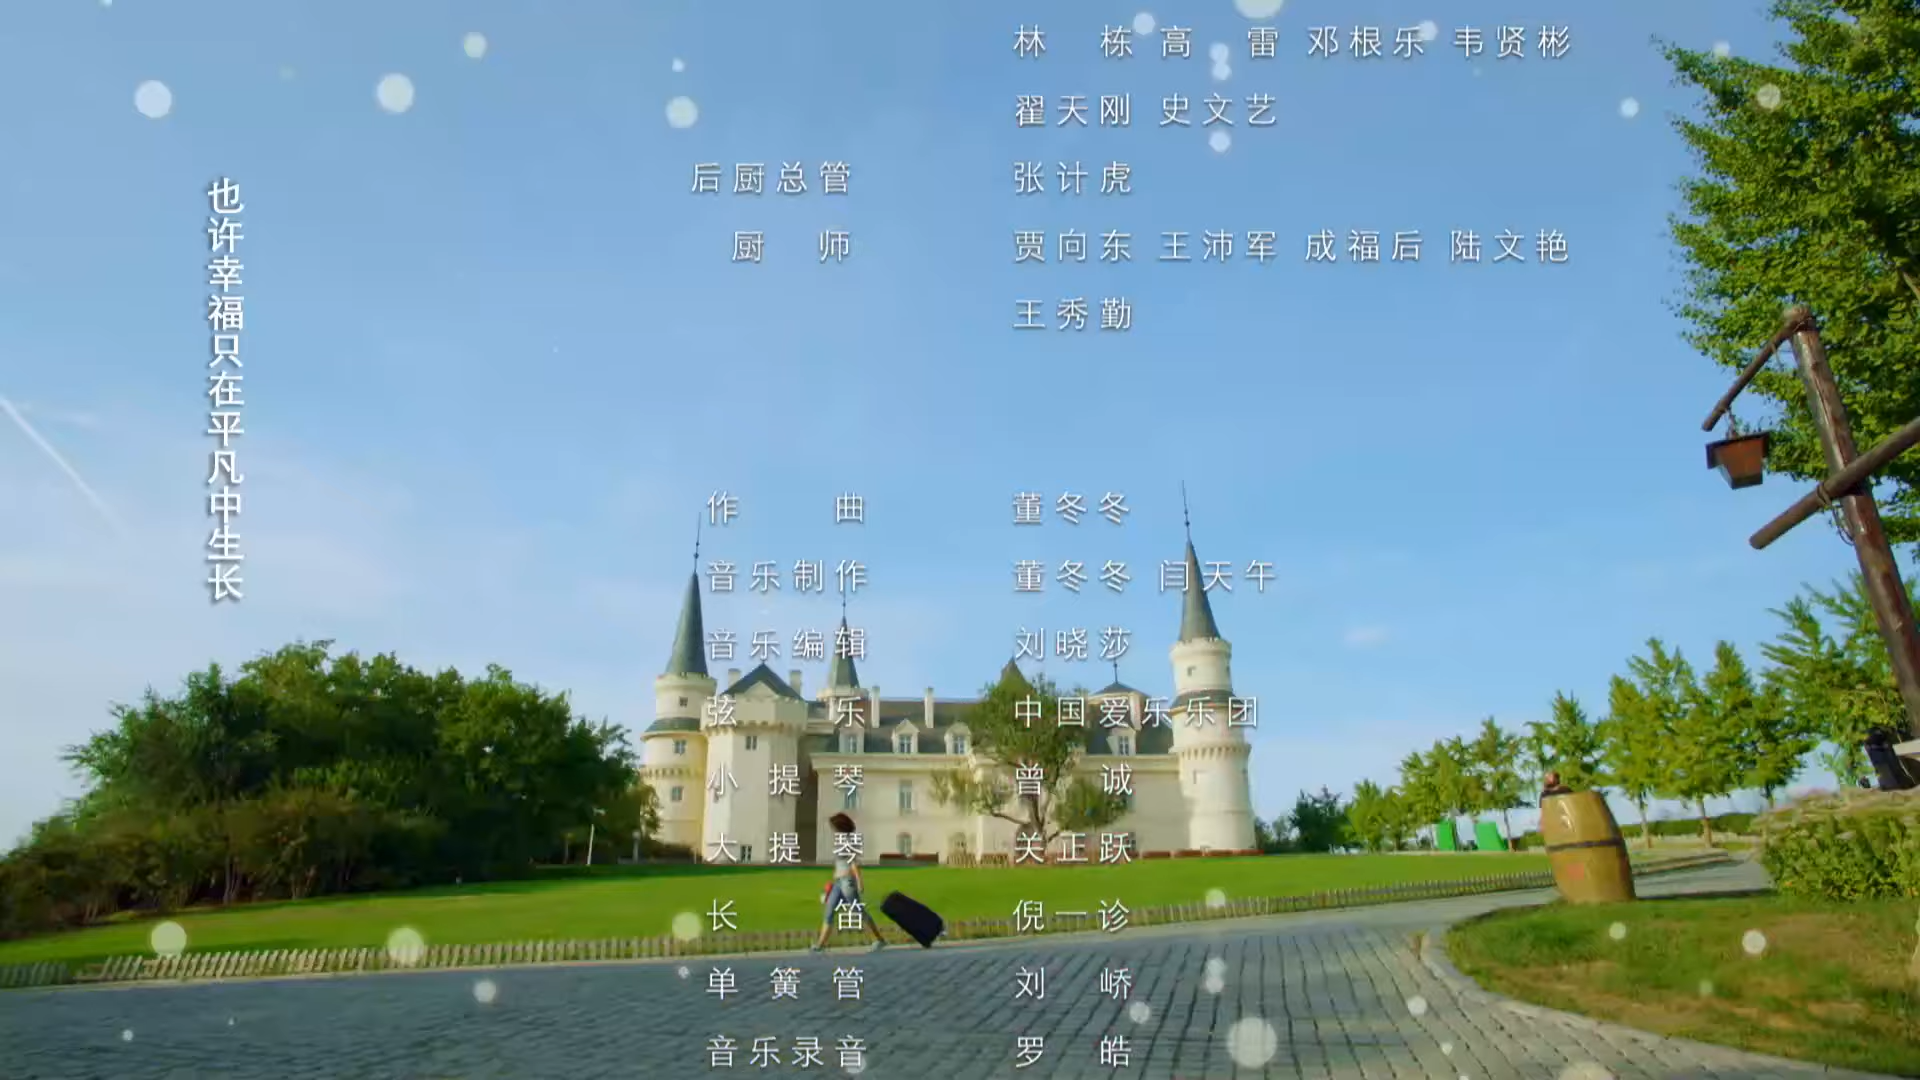 林栋 高雷 邓根乐 韦贤彬
翟天刚 史文艺
后厨总管 张计虎
厨师 贾向东 王沛军 成福后 陆文艳
王秀勤
也许幸福只在平凡中生长
作曲 董冬冬
音乐制作 董冬冬 闫天午
音乐编辑 刘晓莎
弦乐 中国爱乐乐团
小提琴 曾诚
大提琴 关正跃
长笛 倪一诊
单簧管 刘峤
音乐录音 罗皓